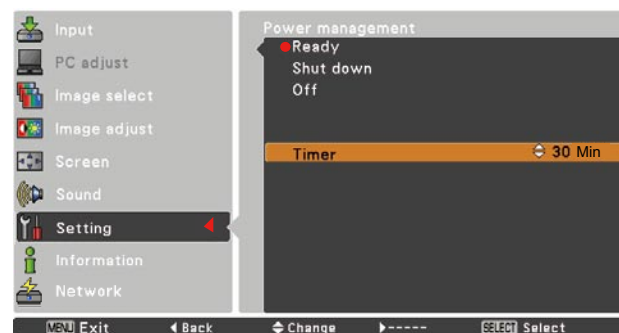 Input
PC adjust
Image select
Image adjust
Screen
Sound
Setting
Information
Network
Power management
Ready
Shut down
Off
Timer 30 Min
MENU Exit Back Change ----- SELECT Select